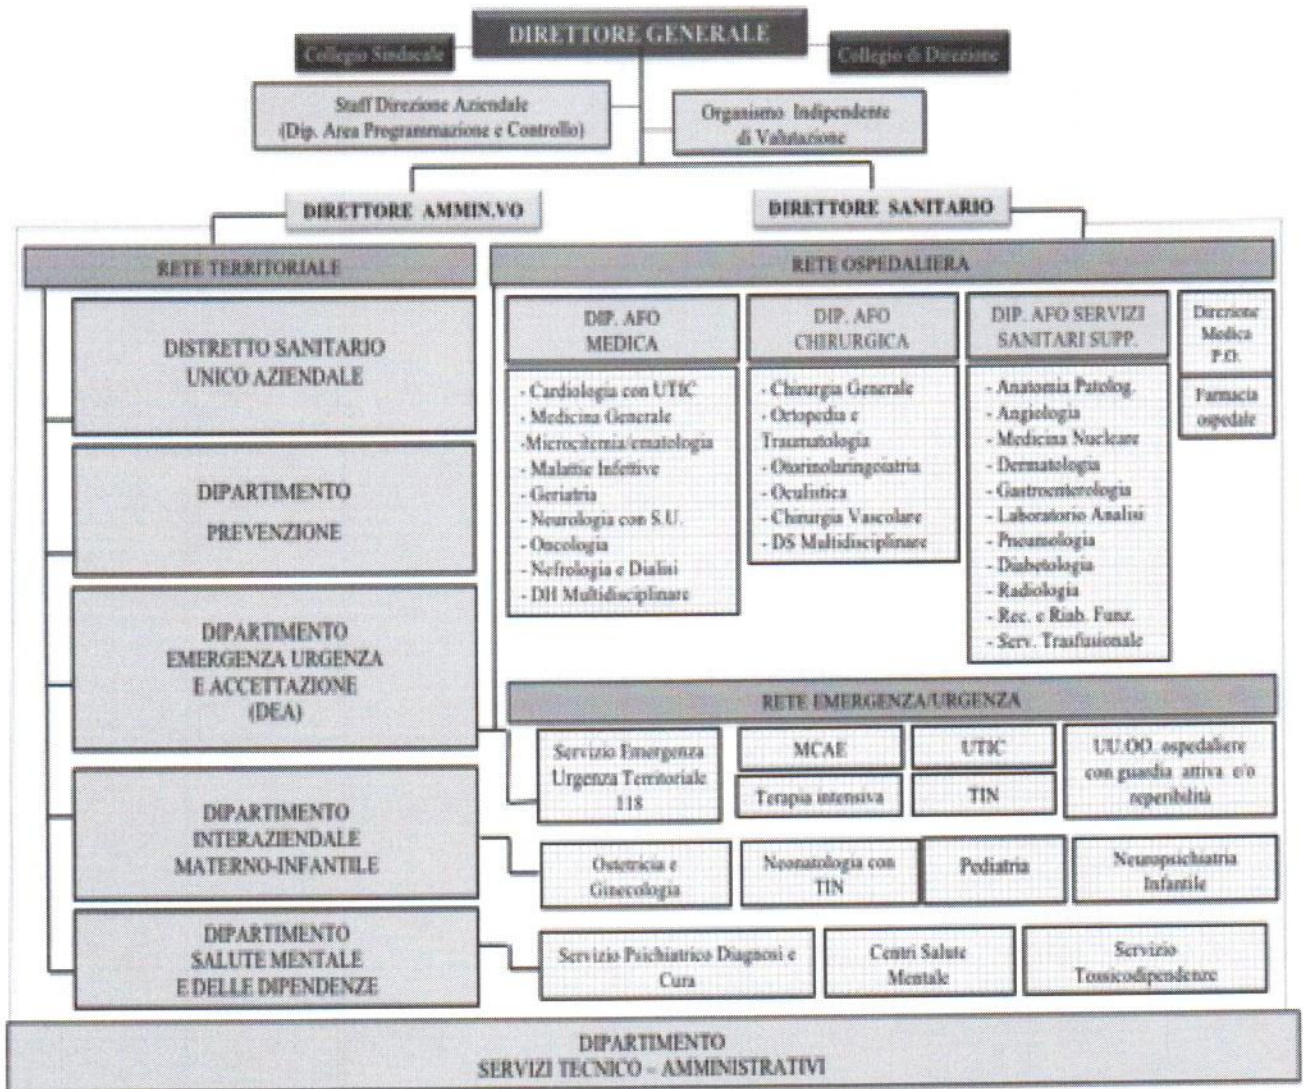 DIRETTORE GENERALE
Collegio Sindacale
Collegio di Direzione
Staff Direzione Aziendale
(Dip. Area Programmazione e Controllo)
Organismo Indipendente
di Valutazione
DIRETTORE AMMIN.VO
DIRETTORE SANITARIO
RETE TERRITORIALE
DISTRETTO SANITARIO
UNICO AZIENDALE
DIPARTIMENTO
PREVENZIONE
DIPARTIMENTO
EMERGENZA URGENZA
E ACCETTAZIONE
(DEA)
DIPARTIMENTO
INTERAZIENDALE
MATERNO-INFANTILE
DIPARTIMENTO
SALUTE MENTALE
E DELLE DIPENDENZE
RETE OSPEDALIERA
DIP. AFO
MEDICA
- Cardiologia con UTIC
- Medicina Generale
-Microcitemia/ematologia
- Malattie Infettive
- Geriatria
- Neurologia con S.U.
- Oncologia
- Nefrologia e Dialisi
- DH Multidisciplinare
DIP. AFO
CHIRURGICA
- Chirurgia Generale
- Ortopedia e
Traumatologia
- Otorinolaringoiatria
- Oculistica
- Chirurgia Vascolare
- DS Multidisciplinare
DIP. AFO SERVIZI
SANITARI SUPP.
- Anatomia Patolog.
- Angiologia
- Medicina Nucleare
- Dermatologia
- Gastroenterologia
- Laboratorio Analisi
- Pneumologia
- Diabetologia
- Radiologia
- Rec. e Riab. Funz.
- Serv. Trasfusionale
Direzione
Medica
P.O.
Farmacia
ospedale
RETE EMERGENZA/URGENZA
Servizio Emergenza
Urgenza Territoriale
118
MCAE
Terapia intensiva
UTIC
TIN
UU.OO. ospedaliere
con guardia attiva e/o
reperibilità
Ostetricia e
Ginecologia
Neonatologia con
TIN
Pediatria
Neuropsichiatria
Infantile
Servizio Psichiatrico Diagnosi e
Cura
Centri Salute
Mentale
Servizio
Tossicodipendenze
DIPARTIMENTO
SERVIZI TECNICO – AMMINISTRATIVI